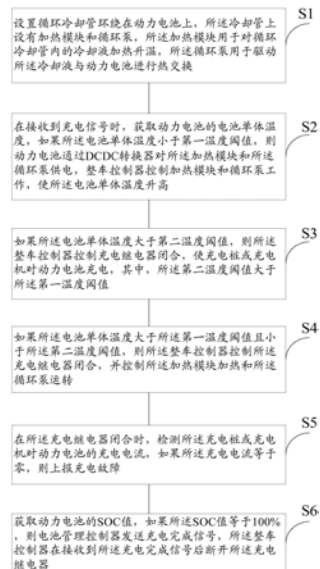 S1
设置循环冷却管环绕在动力电池上，所述冷却管上
设有加热模块和循环泵，所述加热模块用于对循环
冷却管内的冷却液加热升温，所述循环泵用于驱动
所述冷却液与动力电池进行热交换
S2
在接收到充电信号时，获取动力电池的电池单体温
度，如果所述电池单体温度小于第一温度阈值，则
动力电池通过DCDC转换器对所述加热模块和所述
循环泵供电，整车控制器控制加热模块和循环泵工
作，使所述电池单体温度升高
S3
如果所述电池单体温度大于第二温度阈值，则所述
整车控制器控制充电继电器闭合，使充电桩或充电
机对动力电池充电，其中，所述第二温度阈值大于
所述第一温度阈值
S4
如果所述电池单体温度大于所述第一温度阈值且小
于所述第二温度阈值，则所述整车控制器控制所述
充电继电器闭合，并控制所述加热模块加热和所述
循环泵运转
S5
在所述充电继电器闭合时，检测所述充电桩或充电
机对动力电池的充电电流，如果所述充电电流等于
零，则上报充电故障
S6
获取动力电池的SOC值，如果所述SOC值等于100%
，则电池管理控制器发送充电完成信号，所述整车
控制器在接收到所述充电完成信号后断开所述充电
继电器